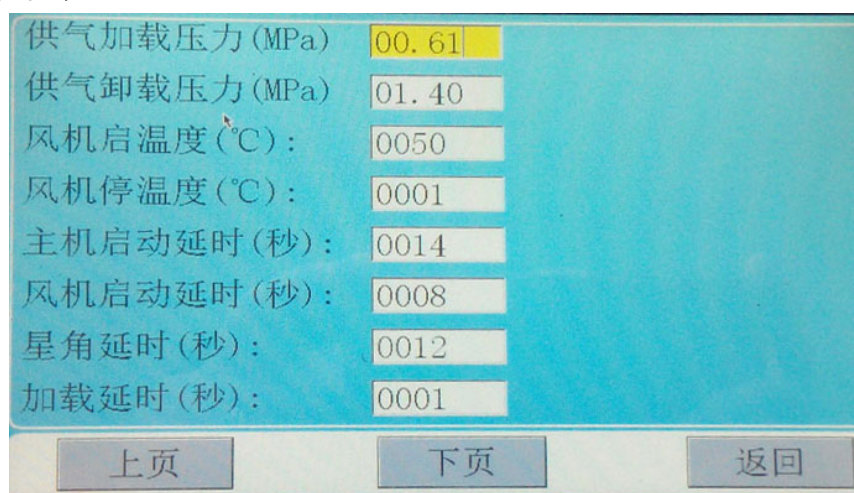 供气加载压力(MPa) 00.61
供气卸载压力(MPa) 01.40
风机启温度(℃): 0050
风机停温度(℃): 0001
主机启动延时(秒): 0014
风机启动延时(秒): 0008
星角延时(秒): 0012
加载延时(秒): 0001
上页 下页 返回